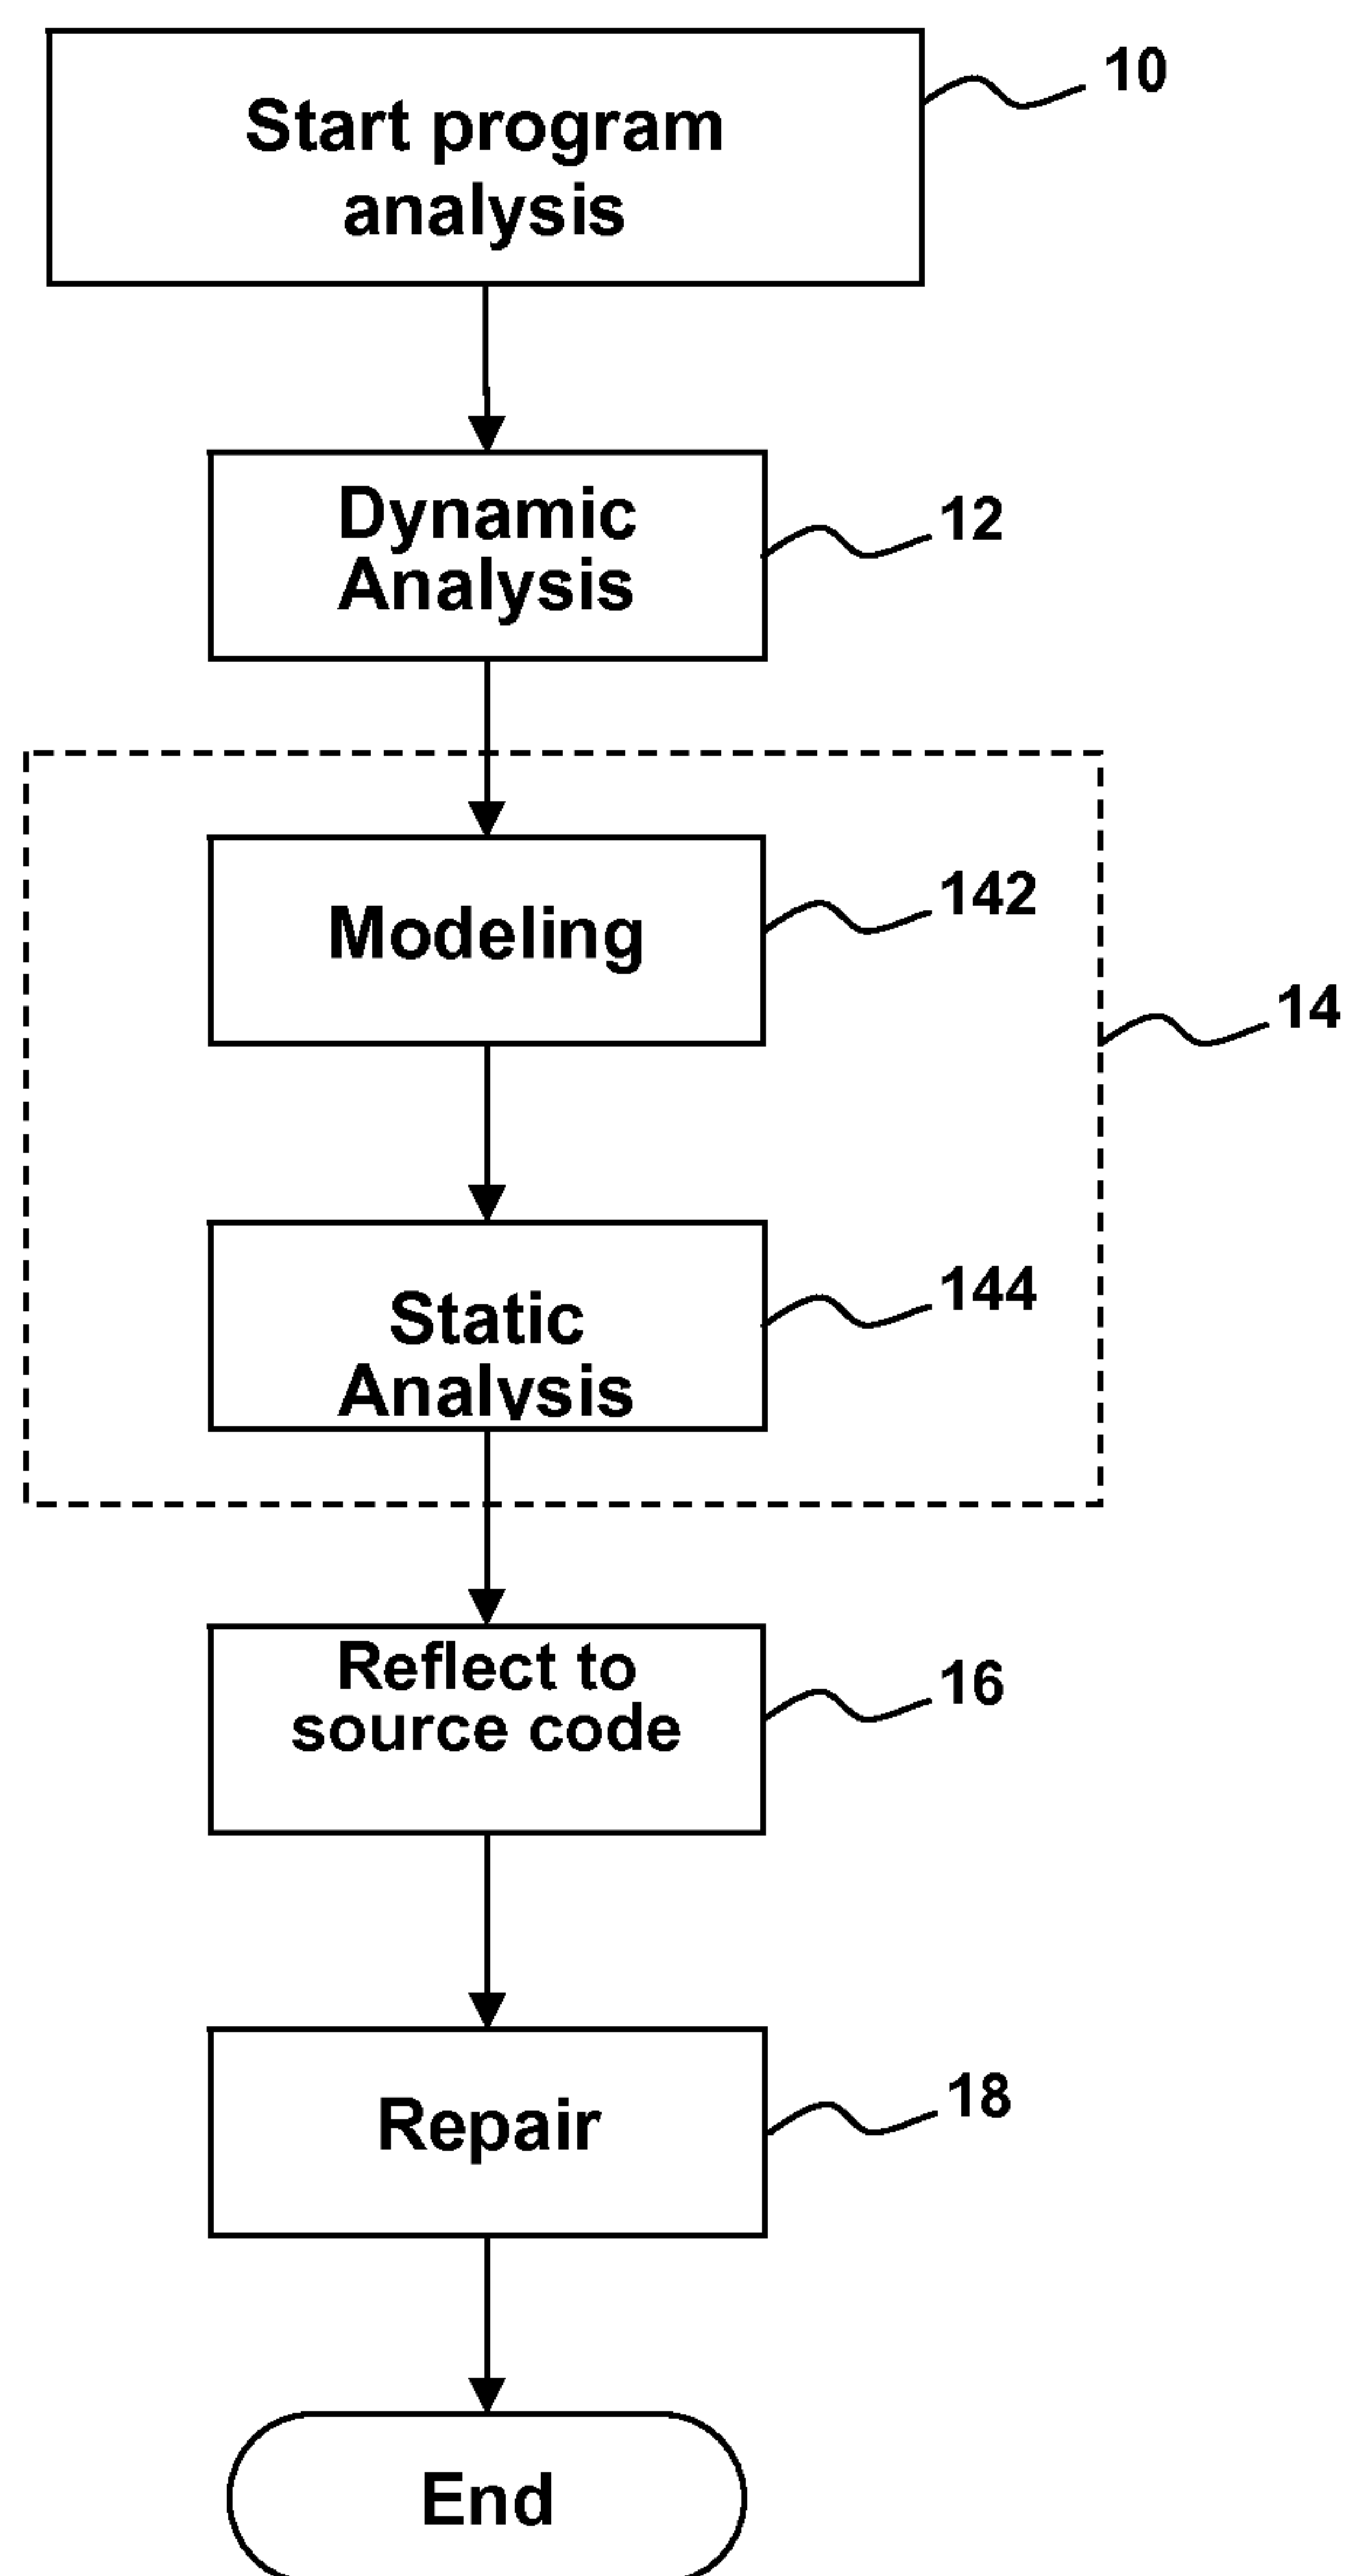 Start program
analysis
10
Dynamic
Analysis
12
Modeling
142
14
Static
Analysis
144
Reflect to
source code
16
Repair
18
End